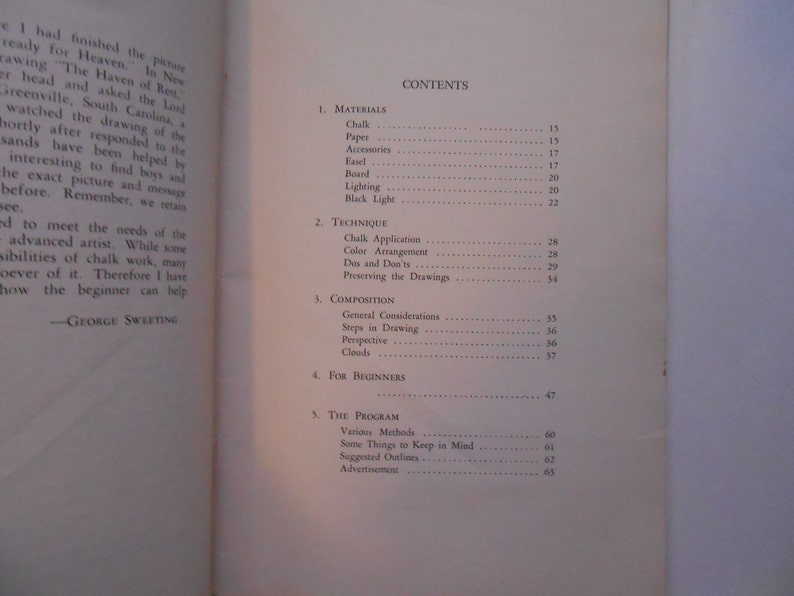 e I had finished the picture
ready for Heaven." In New
rawing "The Haven of Rest,"
er head and asked the Lord
Greenville, South Carolina, a
watched the drawing of the
hortly after responded to the
sands have been helped by
interesting to find boys and
the exact picture and message
before. Remember, we retain
see.
ed to meet the needs of the
e advanced artist. While some
sibilities of chalk work, many
oever of it. Therefore I have
how the beginner can help
—George Sweeting
CONTENTS
1. Materials
Chalk .................... .............. 15
Paper .................................... 15
Accessories .............................. 17
Easel .................................... 17
Board .................................... 20
Lighting ................................. 20
Black Light .............................. 22
2. Technique
Chalk Application ........................ 28
Color Arrangement ........................ 28
Dos and Don'ts ........................... 29
Preserving the Drawings .................. 34
3. Composition
General Considerations ................... 35
Steps in Drawing ......................... 36
Perspective .............................. 36
Clouds ................................... 37
4. For Beginners
.................................. 47
5. The Program
Various Methods .......................... 60
Some Things to Keep in Mind .............. 61
Suggested Outlines ....................... 62
Advertisement ............................ 63